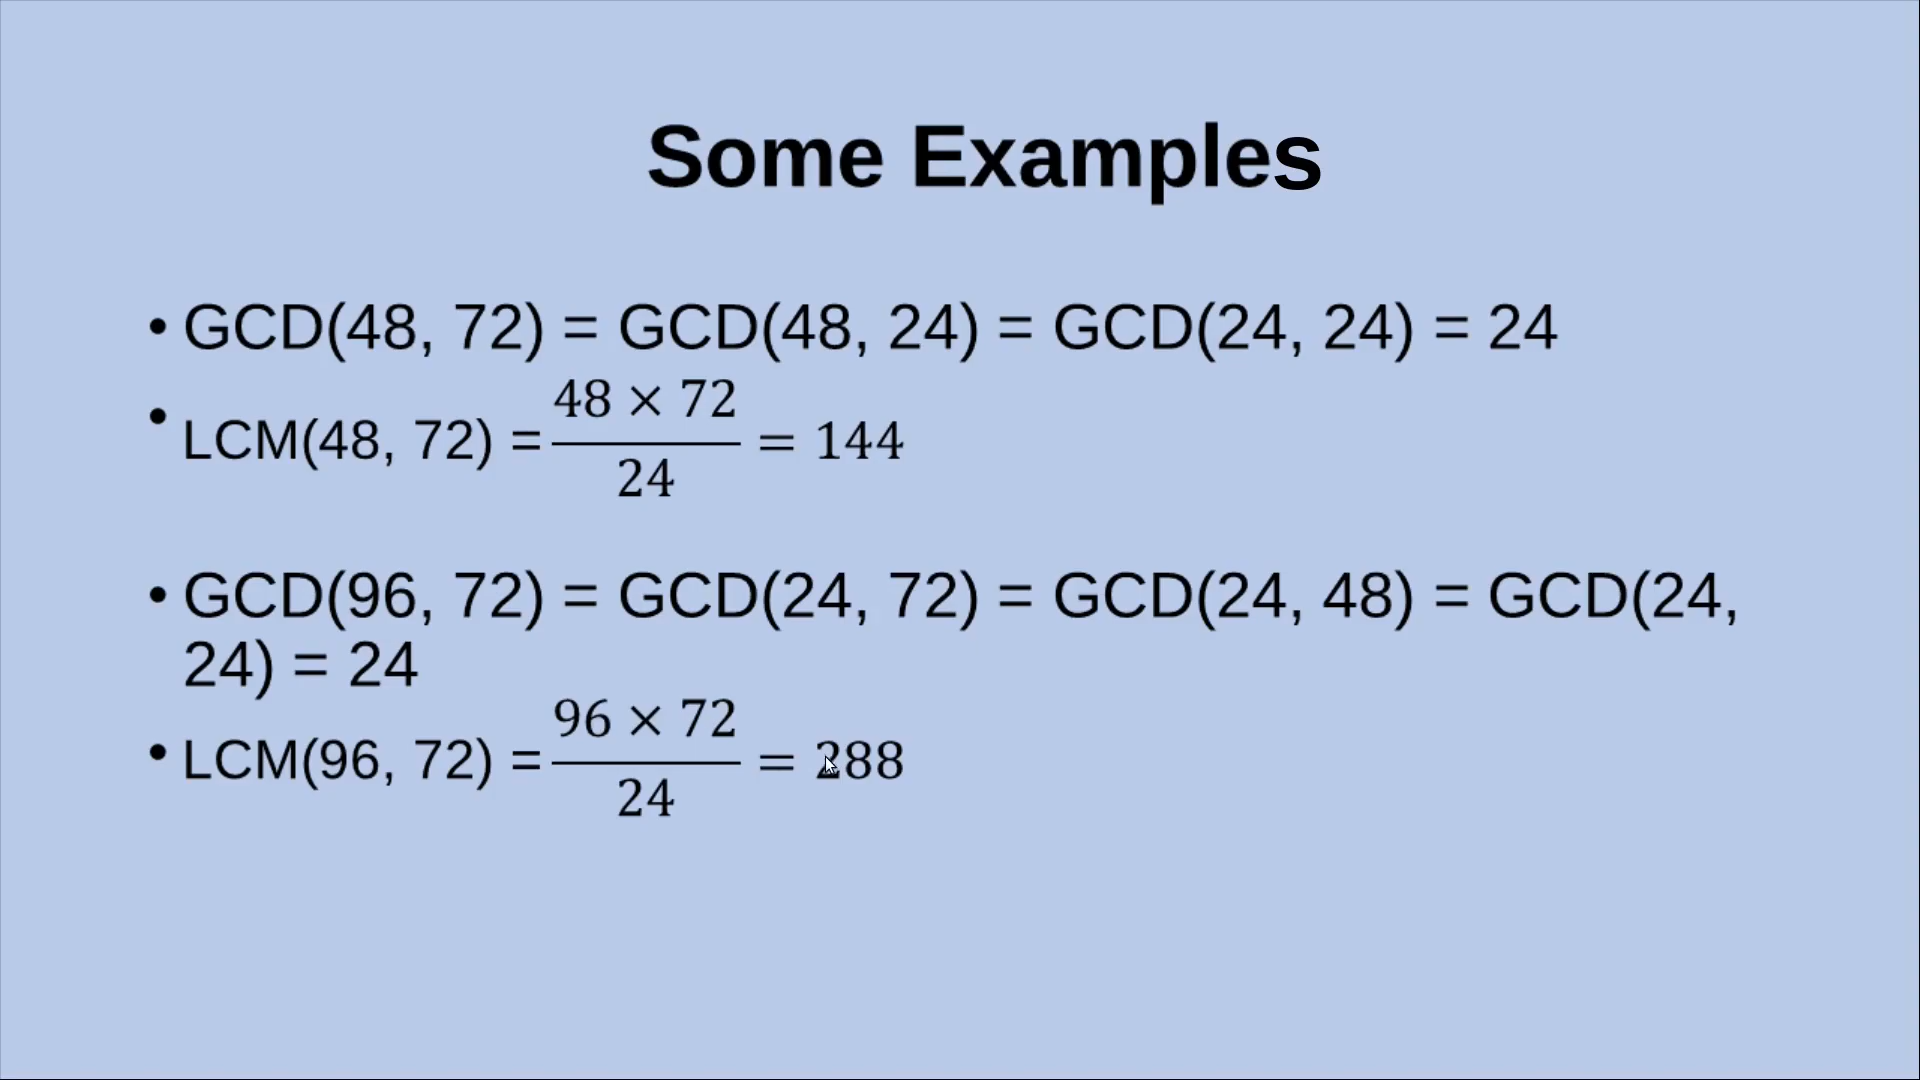 Some Examples
• GCD(48, 72) = GCD(48, 24) = GCD(24, 24) = 24
• LCM(48, 72) = \frac{48 × 72}{24} = 144
• GCD(96, 72) = GCD(24, 72) = GCD(24, 48) = GCD(24,
24) = 24
• LCM(96, 72) = \frac{96 × 72}{24} = 288